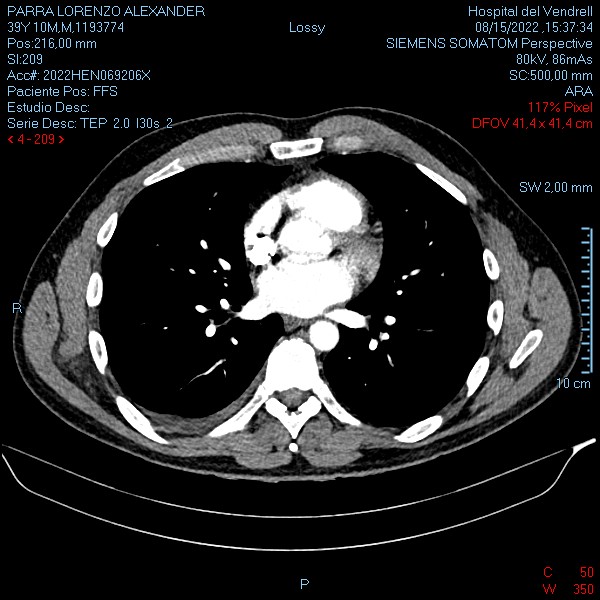 PARRA LORENZO ALEXANDER
39Y 10M,M,1193774
Pos:216,00 mm
SI:209
Acc#: 2022HEN069206X
Paciente Pos: FFS
Estudio Desc:
Serie Desc: TEP 2.0 I30s 2
< 4 - 209 >
Lossy
Hospital del Vendrell
08/15/2022 ,15:37:34
SIEMENS SOMATOM Perspective
80kV, 86mAs
SC:500,00 mm
ARA
117% Pixel
DFOV 41,4 x 41,4 cm
SW 2,00 mm
R
10 cm
P
C 50
W 350